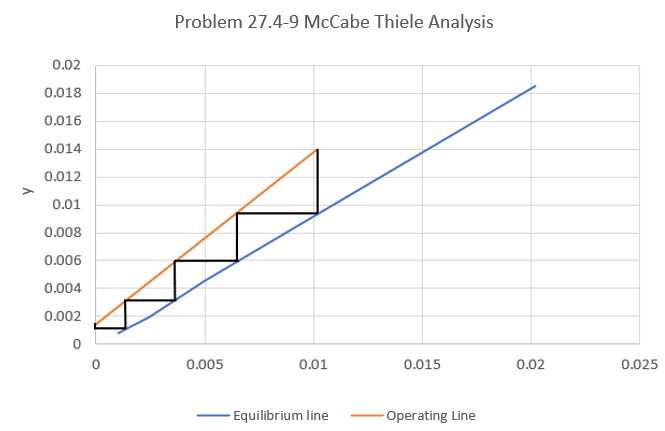 Problem 27.4-9 McCabe Thiele Analysis
0.02
0.018
0.016
0.014
0.012
0.01
0.008
0.006
0.004
0.002
0
y
0 0.005 0.01 0.015 0.02 0.025
Equilibrium line Operating Line